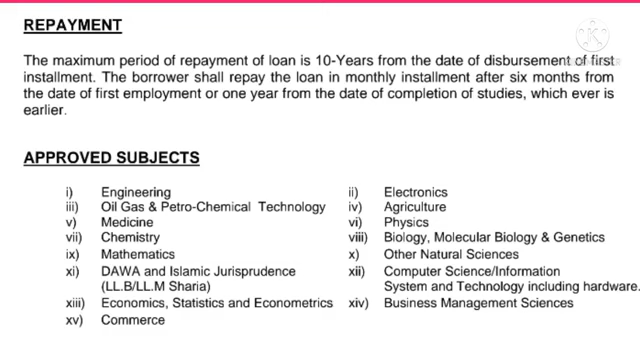 REPAYMENT
The maximum period of repayment of loan is 10-Years from the date of disbursement of first
installment. The borrower shall repay the loan in monthly installment after six months from
the date of first employment or one year from the date of completion of studies, which ever is
earlier.
APPROVED SUBJECTS
i) Engineering ii) Electronics
iii) Oil Gas & Petro-Chemical Technology iv) Agriculture
v) Medicine vi) Physics
vii) Chemistry viii) Biology, Molecular Biology & Genetics
ix) Mathematics x) Other Natural Sciences
xi) DAWA and Islamic Jurisprudence xii) Computer Science/Information
(LL.B/LL.M Sharia) System and Technology including hardware.
xiii) Economics, Statistics and Econometrics xiv) Business Management Sciences
xv) Commerce